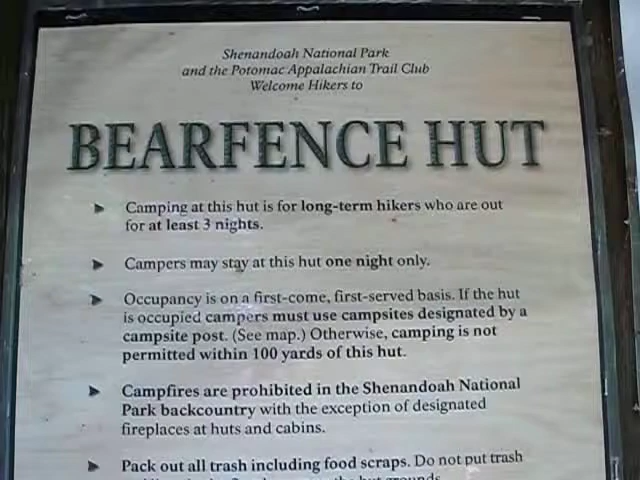 Shenandoah National Park
and the Potomac Appalachian Trail Club
Welcome Hikers to
BEARFENCE HUT
Camping at this hut is for long-term hikers who are out
for at least 3 nights.
Campers may stay at this hut one night only.
Occupancy is on a first-come, first-served basis. If the hut
is occupied campers must use campsites designated by a
campsite post. (See map.) Otherwise, camping is not
permitted within 100 yards of this hut.
Campfires are prohibited in the Shenandoah National
Park backcountry with the exception of designated
fireplaces at huts and cabins.
Pack out all trash including food scraps. Do not put trash
the hut grounds.